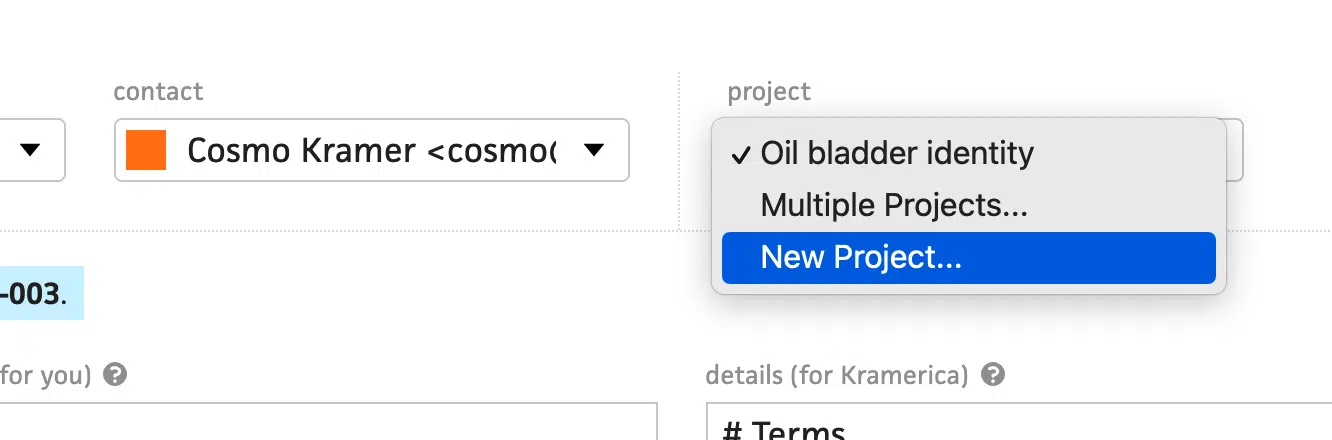 contact
project
Cosmo Kramer <cosmo
Oil bladder identity
Multiple Projects...
New Project...
-003.
for you)
details (for Kramerica)
# Terms